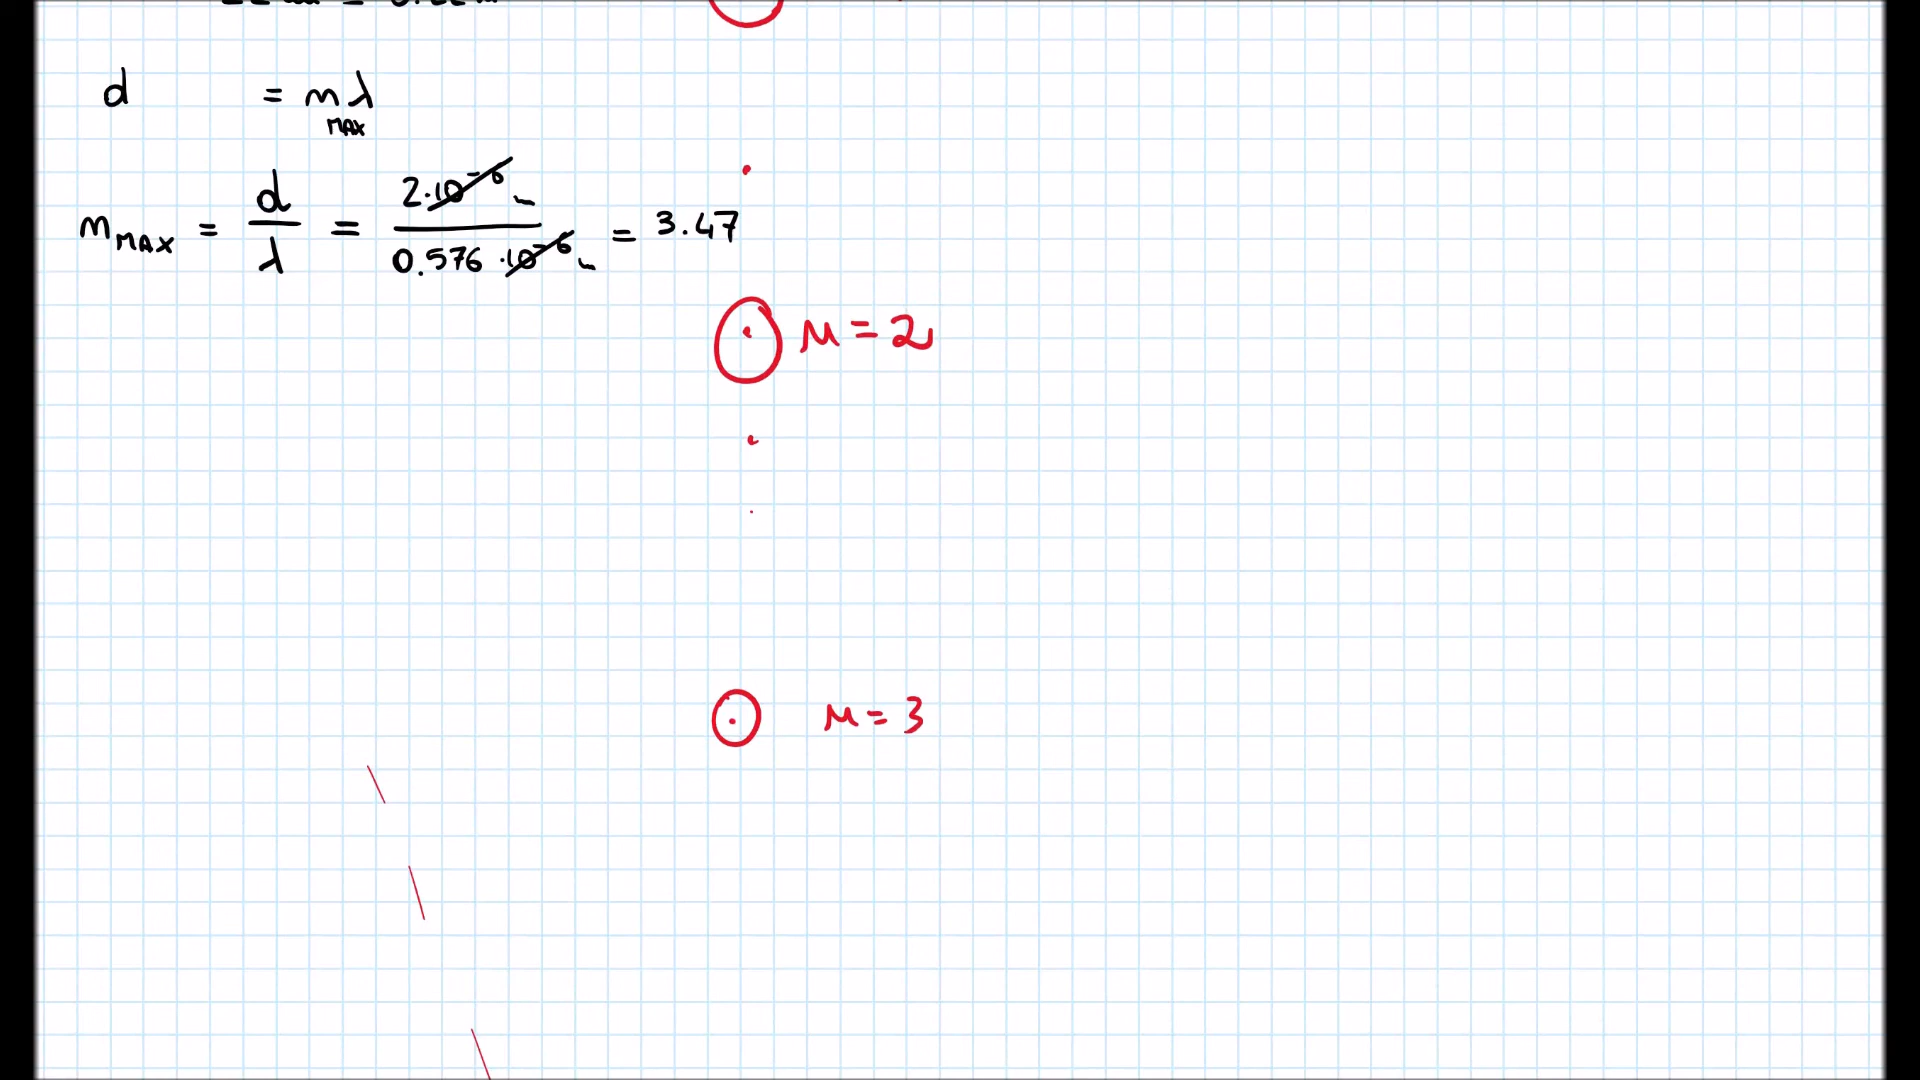 d = m_MAX λ
m_MAX = d/λ = 2·10⁻⁶ m / 0.576·10⁻⁶ m = 3.47
m = 2
m = 3